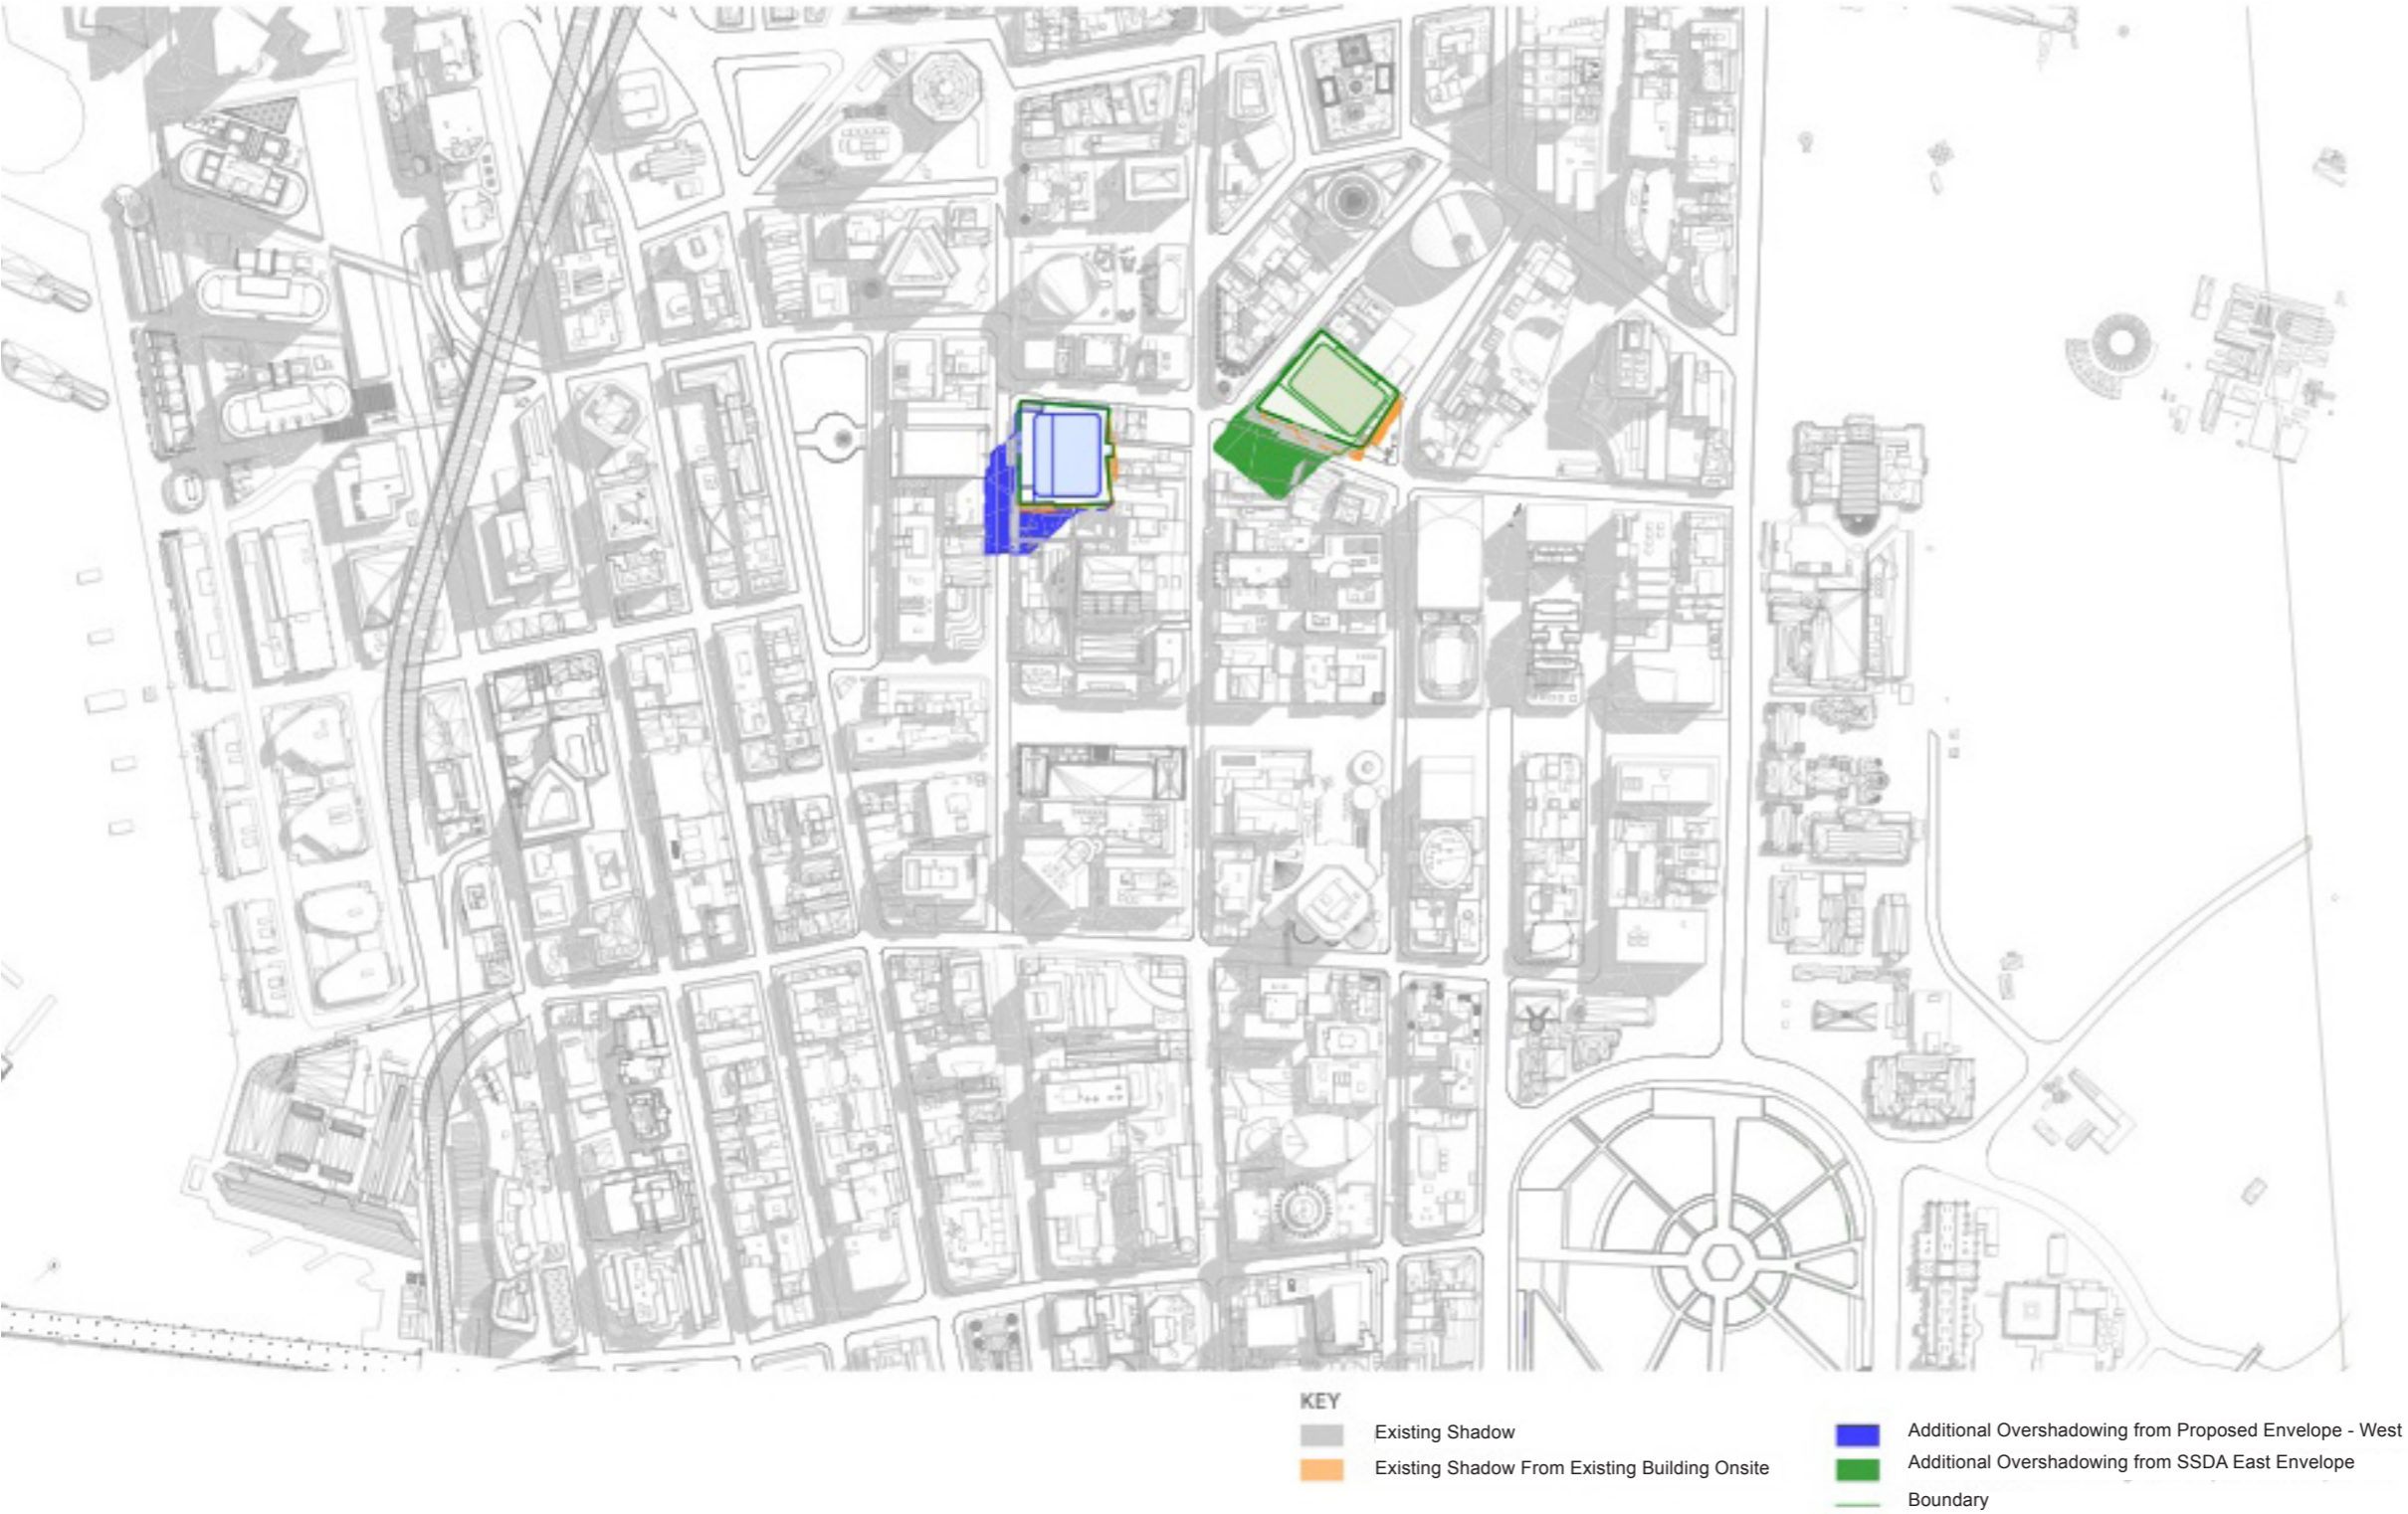 KEY
Existing Shadow
Existing Shadow From Existing Building Onsite
Additional Overshadowing from Proposed Envelope - West
Additional Overshadowing from SSDA East Envelope
Boundary